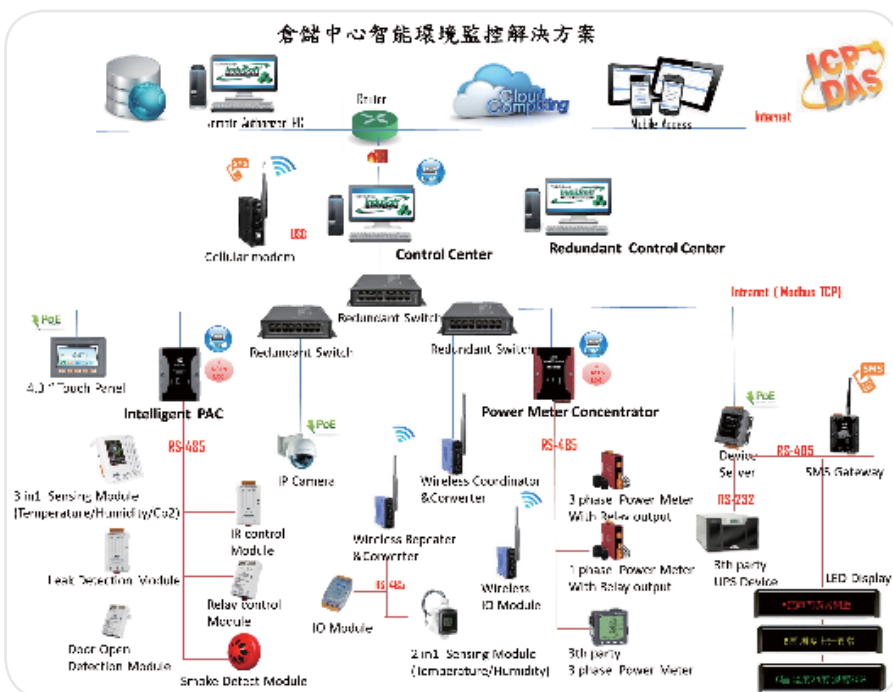 倉儲中心智能環境監控解決方案
ICP
DAS
Router
Cloud
Computing
Mobile Access
Internet
SMS
USB
Cellular modem
Control Center
Redundant Control Center
Redundant Switch
Intranet ( Modbus TCP)
PoE
Redundant Switch
Redundant Switch
PoE
SMS
4.3 " Touch Panel
Intelligent PAC
Power Meter Concentrator
PoE
RS-485
IP Camera
RS-485
Device
Server
RS-485
SMS Gateway
3 in1 Sensing Module
(Temperature/Humidity/Co2)
Wireless Coordinator
&Converter
3 phase Power Meter
With Relay output
RS-232
IR control
Module
Wireless Repeater
&Converter
3th party
UPS Device
Leak Detection Module
RS-485
Wireless
IO Module
1 phase Power Meter
With Relay output
LED Display
Relay control
Module
IO Module
Door Open
Detection Module
Smoke Detect Module
2 in1 Sensing Module
(Temperature/Humidity)
3th party
3 phase Power Meter